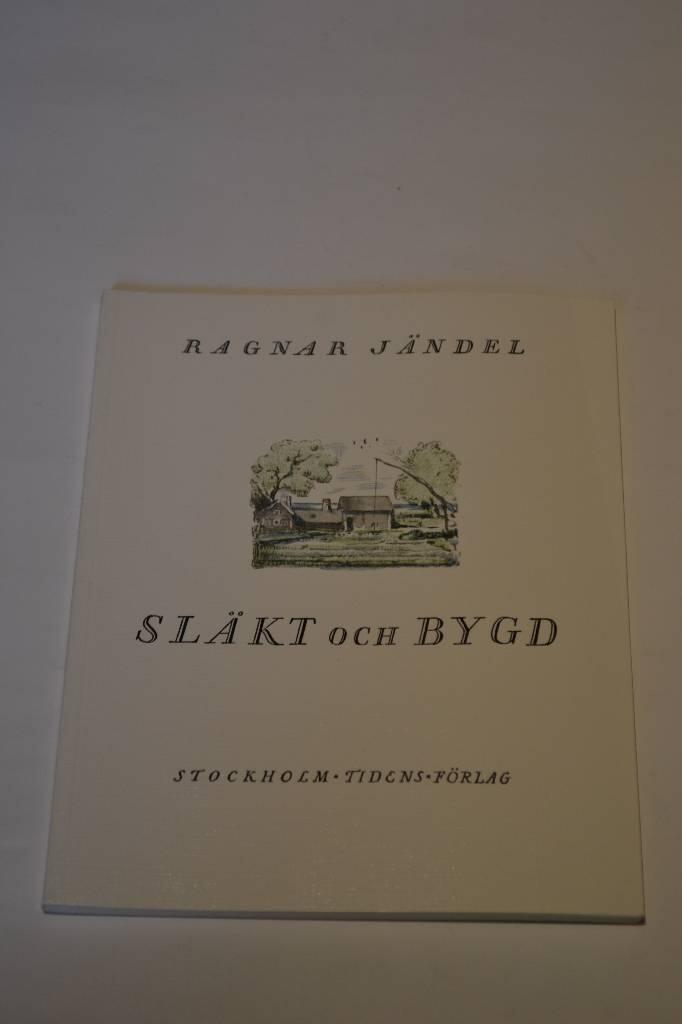 RAGNAR JÄNDEL
SLÄKT OCH BYGD
STOCKHOLM · TIDENS · FÖRLAG